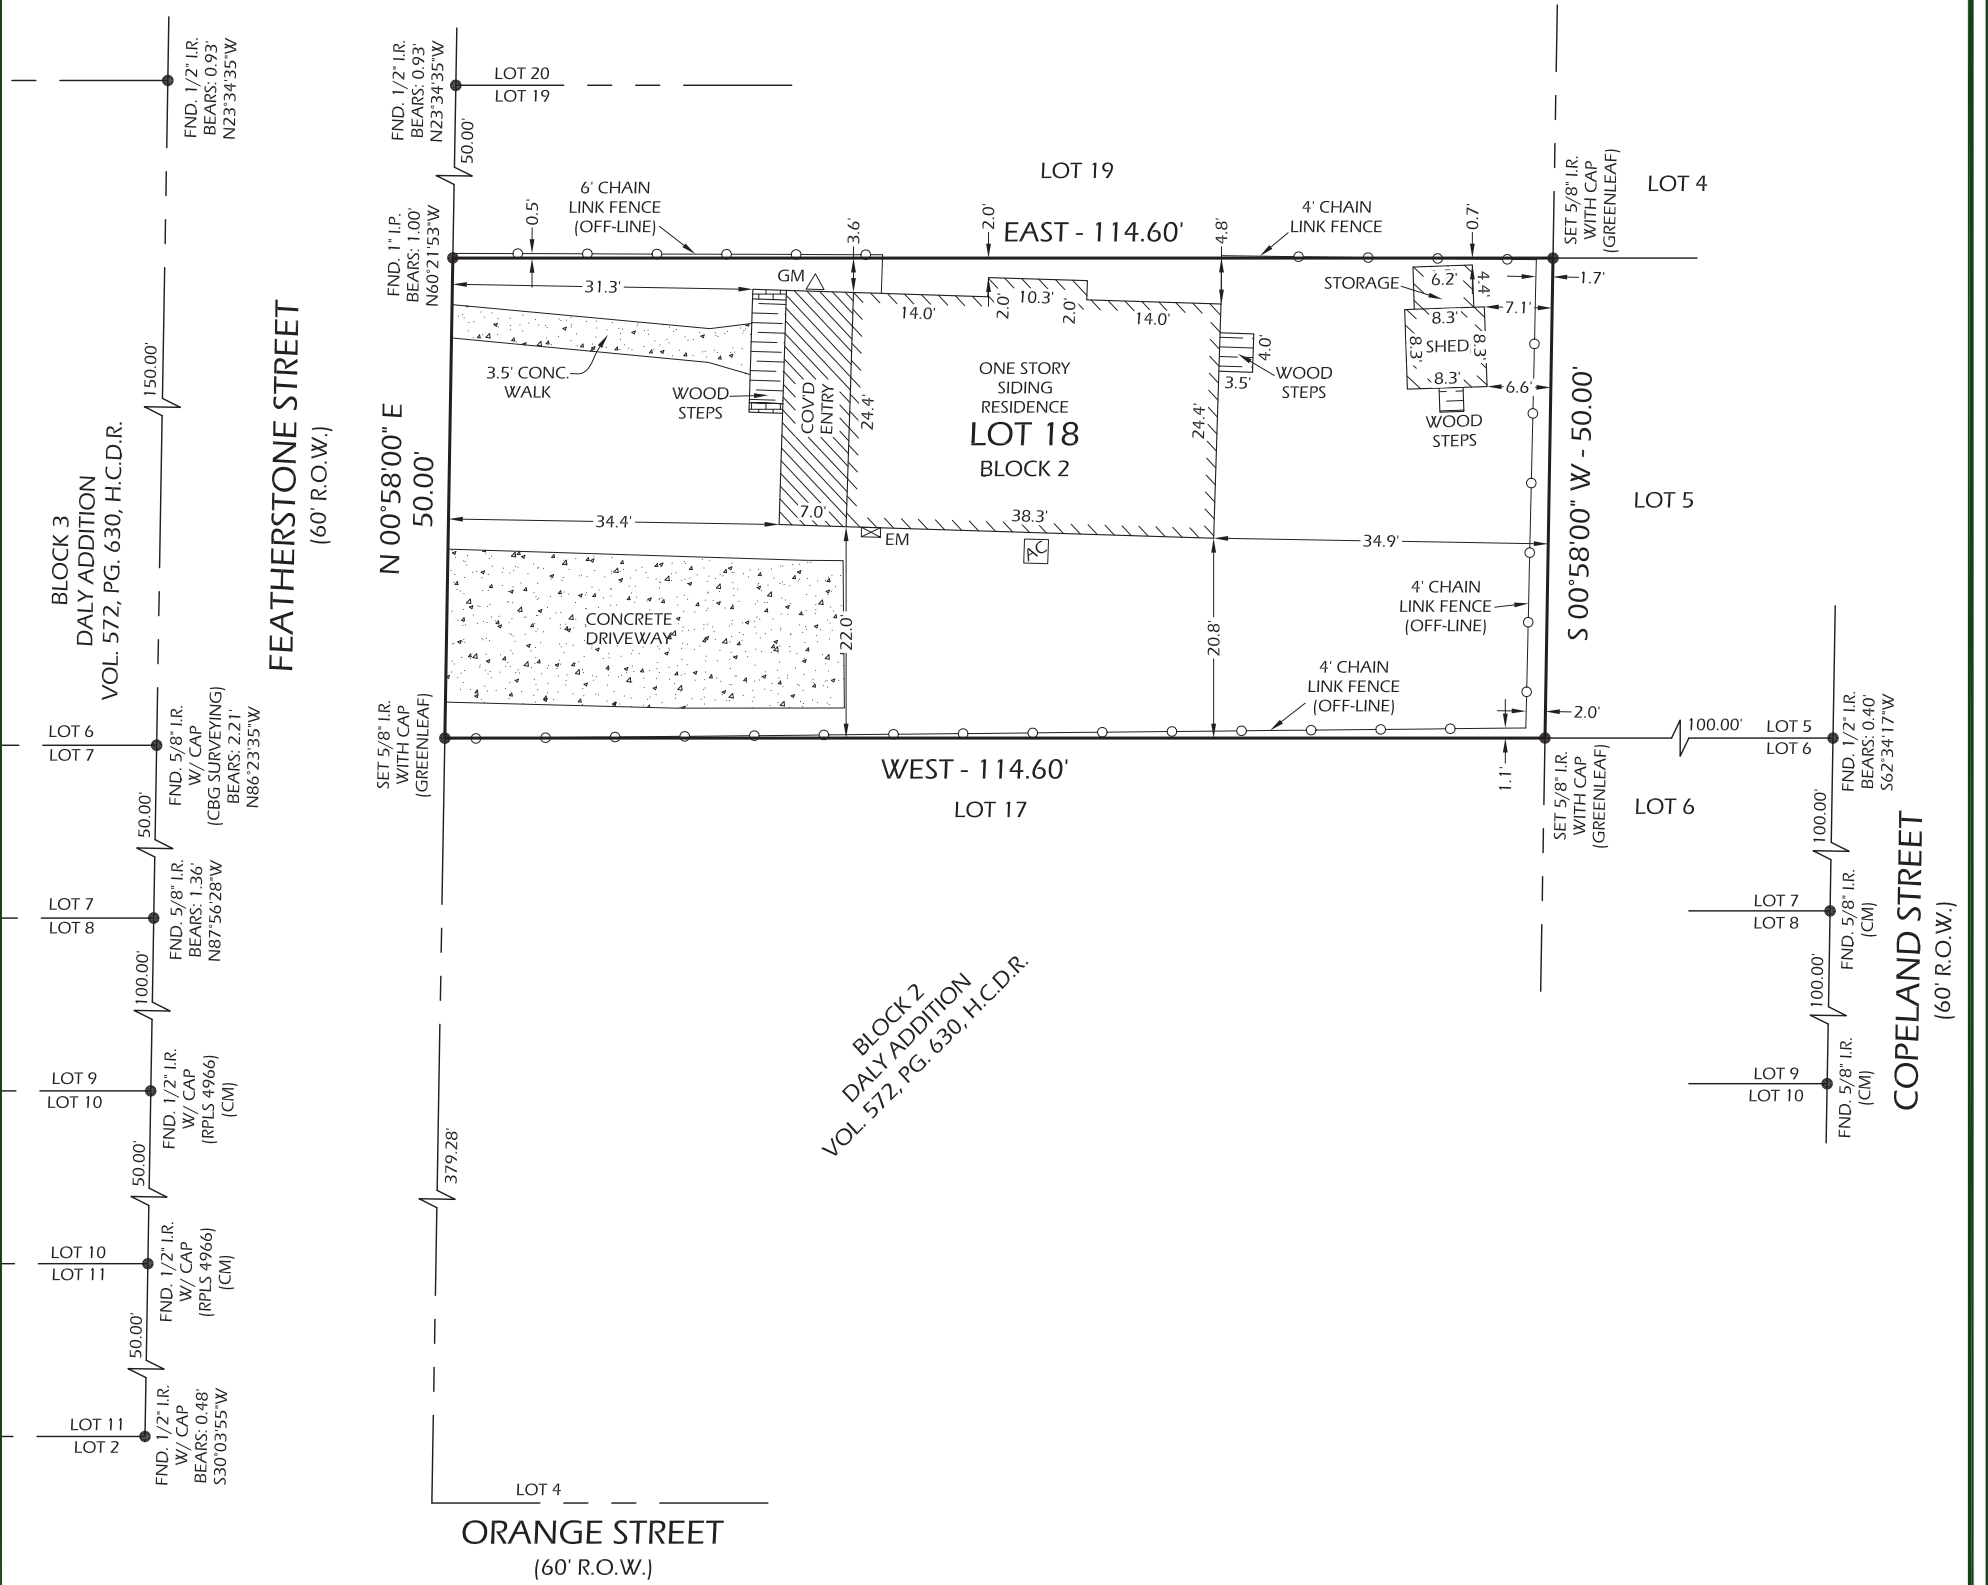 FND. 1/2" I.R.
BEARS: 0.93'
N23°34'35"W
FND. 1/2" I.R.
BEARS: 0.93'
N23°34'35"W
LOT 20
LOT 19
50.00'
LOT 19
6' CHAIN
LINK FENCE
(OFF-LINE)
0.5'
3.6'
2.0'
EAST - 114.60'
4.8'
4' CHAIN
LINK FENCE
0.7'
SET 5/8" I.R.
WITH CAP
(GREENLEAF)
LOT 4
FND. 1" I.P.
BEARS: 1.00'
N60°21'53"W
GM
31.3'
14.0'
2.0'
10.3'
2.0'
14.0'
STORAGE
6.2'
4.4'
1.7'
7.1'
8.3'
8.3'
SHED
8.3'
8.3'
6.6'
WOOD
STEPS
3.5' CONC.
WALK
WOOD
STEPS
COV'D
ENTRY
24.4'
ONE STORY
SIDING
RESIDENCE
LOT 18
BLOCK 2
24.4'
4.0'
3.5'
WOOD
STEPS
150.00'
FEATHERSTONE STREET
(60' R.O.W.)
N 00°58'00" E
50.00'
S 00°58'00" W - 50.00'
LOT 5
BLOCK 3
DALY ADDITION
VOL. 572, PG. 630, H.C.D.R.
34.4'
7.0'
38.3'
EM
AC
34.9'
CONCRETE
DRIVEWAY
22.0'
20.8'
4' CHAIN
LINK FENCE
(OFF-LINE)
4' CHAIN
LINK FENCE
(OFF-LINE)
2.0'
1.1'
SET 5/8" I.R.
WITH CAP
(GREENLEAF)
WEST - 114.60'
LOT 17
SET 5/8" I.R.
WITH CAP
(GREENLEAF)
100.00'
LOT 5
LOT 6
FND. 1/2" I.R.
BEARS: 0.40'
S62°34'17"W
LOT 6
LOT 6
LOT 7
FND. 5/8" I.R.
W/ CAP
(CBG SURVEYING)
BEARS: 2.21'
N86°23'35"W
50.00'
LOT 7
LOT 8
FND. 5/8" I.R.
BEARS: 1.36'
N87°56'28"W
100.00'
LOT 9
LOT 10
FND. 1/2" I.R.
W/ CAP
(RPLS 4966)
(CM)
50.00'
LOT 10
LOT 11
FND. 1/2" I.R.
W/ CAP
(RPLS 4966)
(CM)
50.00'
LOT 11
LOT 2
FND. 1/2" I.R.
W/ CAP
BEARS: 0.48'
S30°03'55"W
379.28'
BLOCK 2
DALY ADDITION
VOL. 572, PG. 630, H.C.D.R.
100.00'
LOT 7
LOT 8
FND. 5/8" I.R.
(CM)
100.00'
LOT 9
LOT 10
FND. 5/8" I.R.
(CM)
COPELAND STREET
(60' R.O.W.)
LOT 4
ORANGE STREET
(60' R.O.W.)